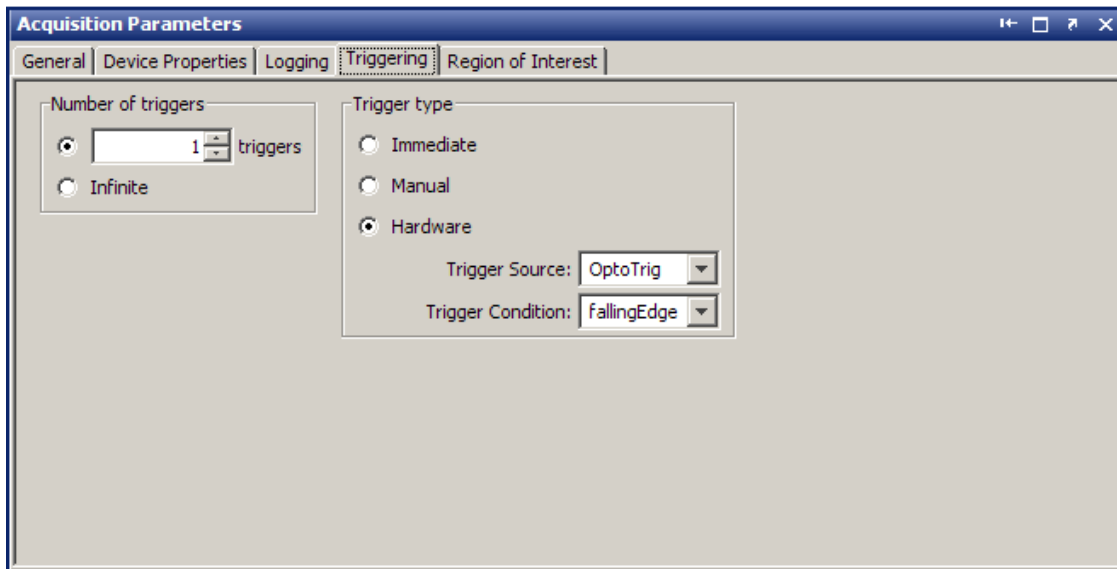 Acquisition Parameters
General Device Properties Logging Triggering Region of Interest
Number of triggers
1 triggers
Infinite
Trigger type
Immediate
Manual
Hardware
Trigger Source: OptoTrig
Trigger Condition: fallingEdge